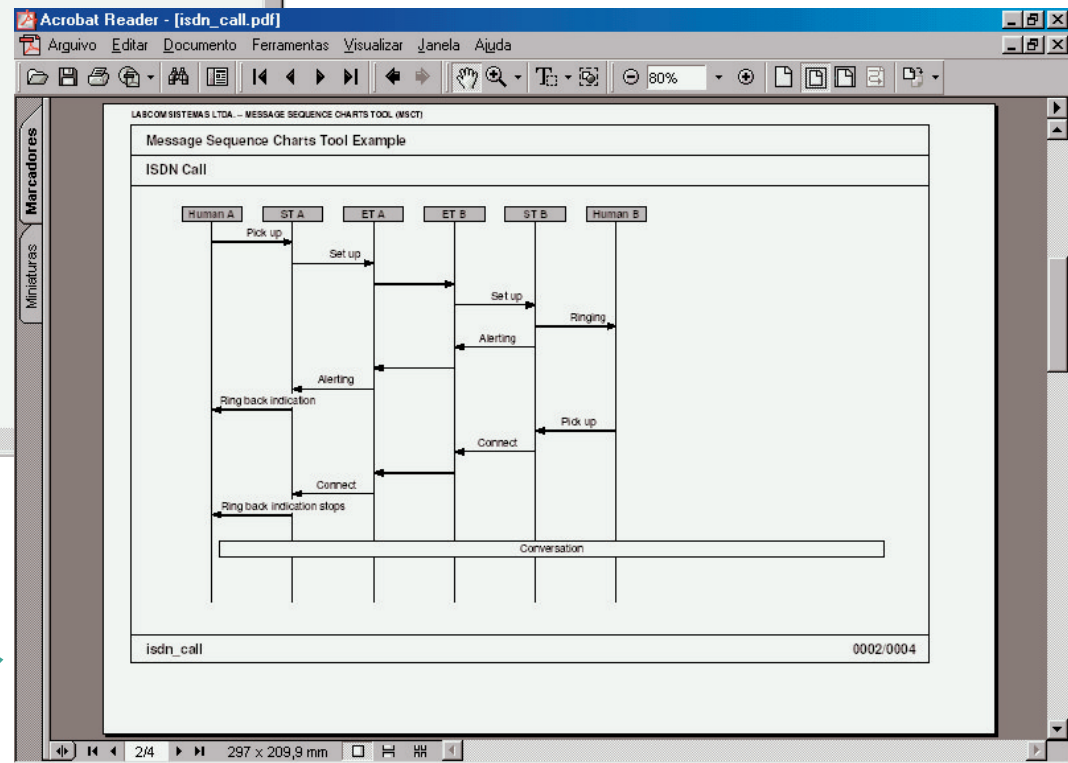 Acrobat Reader - [isdn_call.pdf]
Arquivo Editar Documento Ferramentas Visualizar Janela Ajuda
80%
Marcadores
Miniaturas
LABCOM SISTEMAS LTDA. – MESSAGE SEQUENCE CHARTS TOOL (MSCT)
Message Sequence Charts Tool Example
ISDN Call
Human A ST A ET A ET B ST B Human B
Pick up
Set up
Set up
Ringing
Alerting
Alerting
Ring back indication
Pick up
Connect
Connect
Ring back indication stops
Conversation
isdn_call 0002/0004
2/4 297 x 209,9 mm